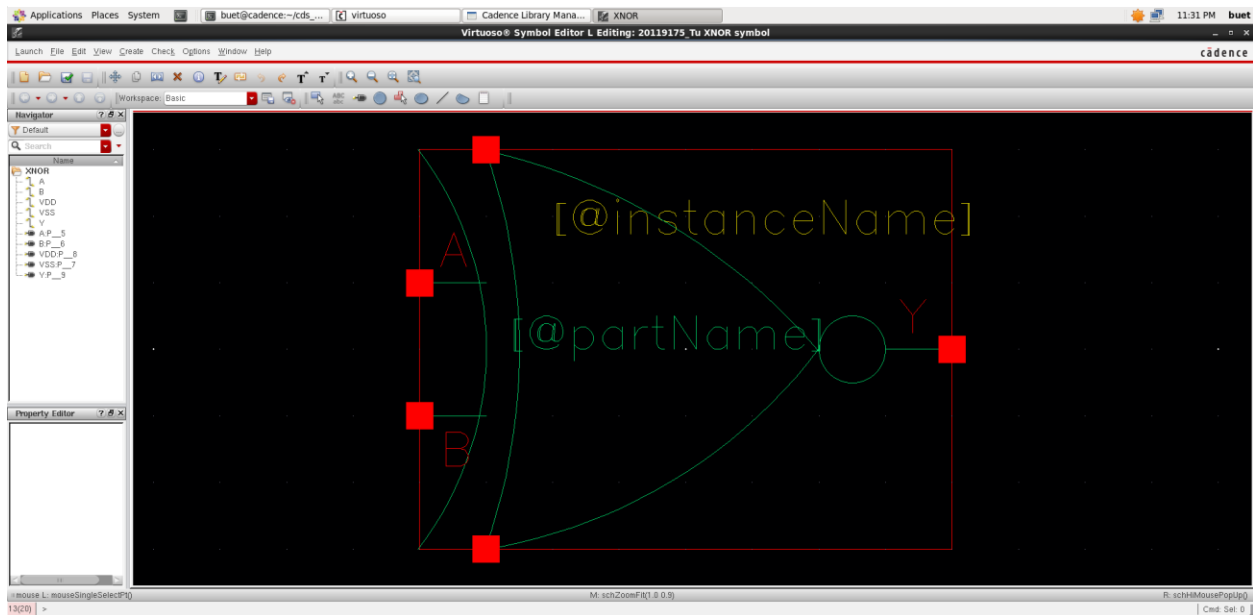 Applications Places System buet@cadence:~/cds_... virtuoso Cadence Library Mana... XNOR 11:31 PM buet
Virtuoso® Symbol Editor L Editing: 20119175_Tu XNOR symbol
Launch File Edit View Create Check Options Window Help cādence
Workspace: Basic
Navigator
Default
Search
Name
XNOR
A
B
VDD
VSS
Y
A:P__5
B:P__6
VDD:P__8
VSS:P__7
Y:P__9
[@instanceName]
A
[@partName]
Y
B
Property Editor
mouse L: mouseSingleSelectPt() M: schZoomFit(1.0 0.9) R: schHiMousePopUp()
13(20) > Cmd: Sel: 0